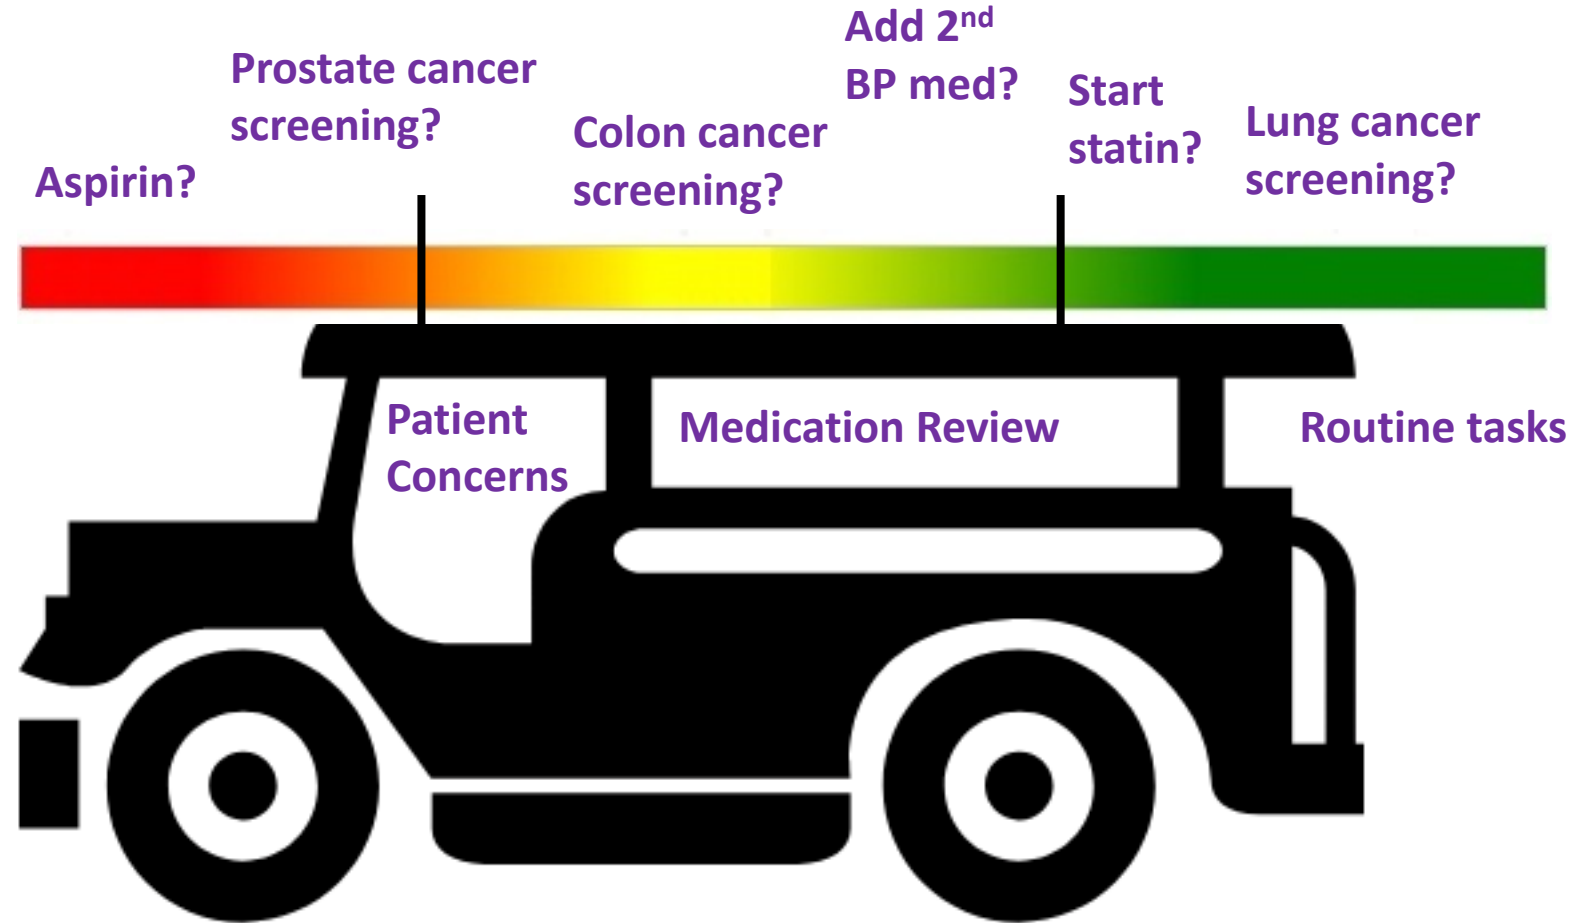 Aspirin?
Prostate cancer
screening?
Colon cancer
screening?
Add 2nd
BP med?
Start
statin?
Lung cancer
screening?
Patient
Concerns
Medication Review
Routine tasks